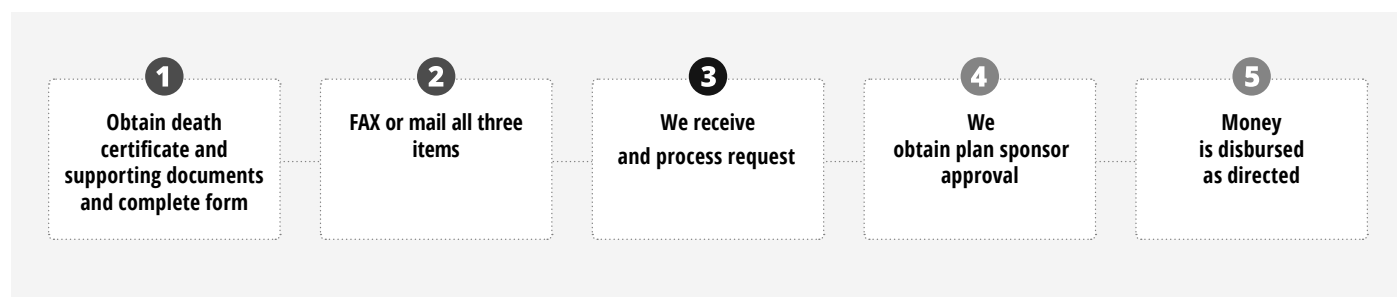 1
Obtain death
certificate and
supporting documents
and complete form
2
FAX or mail all three
items
3
We receive
and process request
4
We
obtain plan sponsor
approval
5
Money
is disbursed
as directed